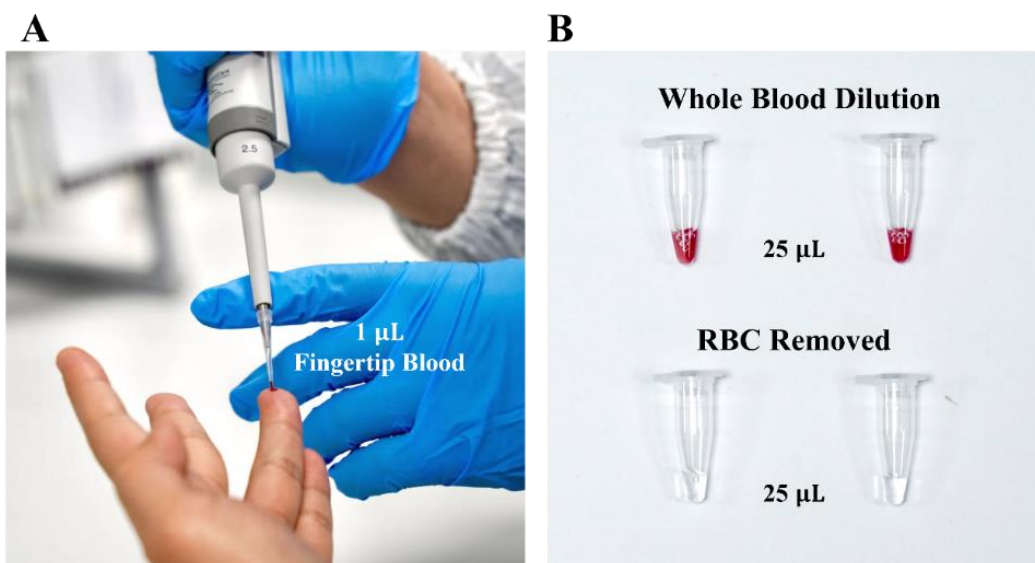 A
B
2.5
1 μL
Fingertip Blood
Whole Blood Dilution
25 μL
RBC Removed
25 μL